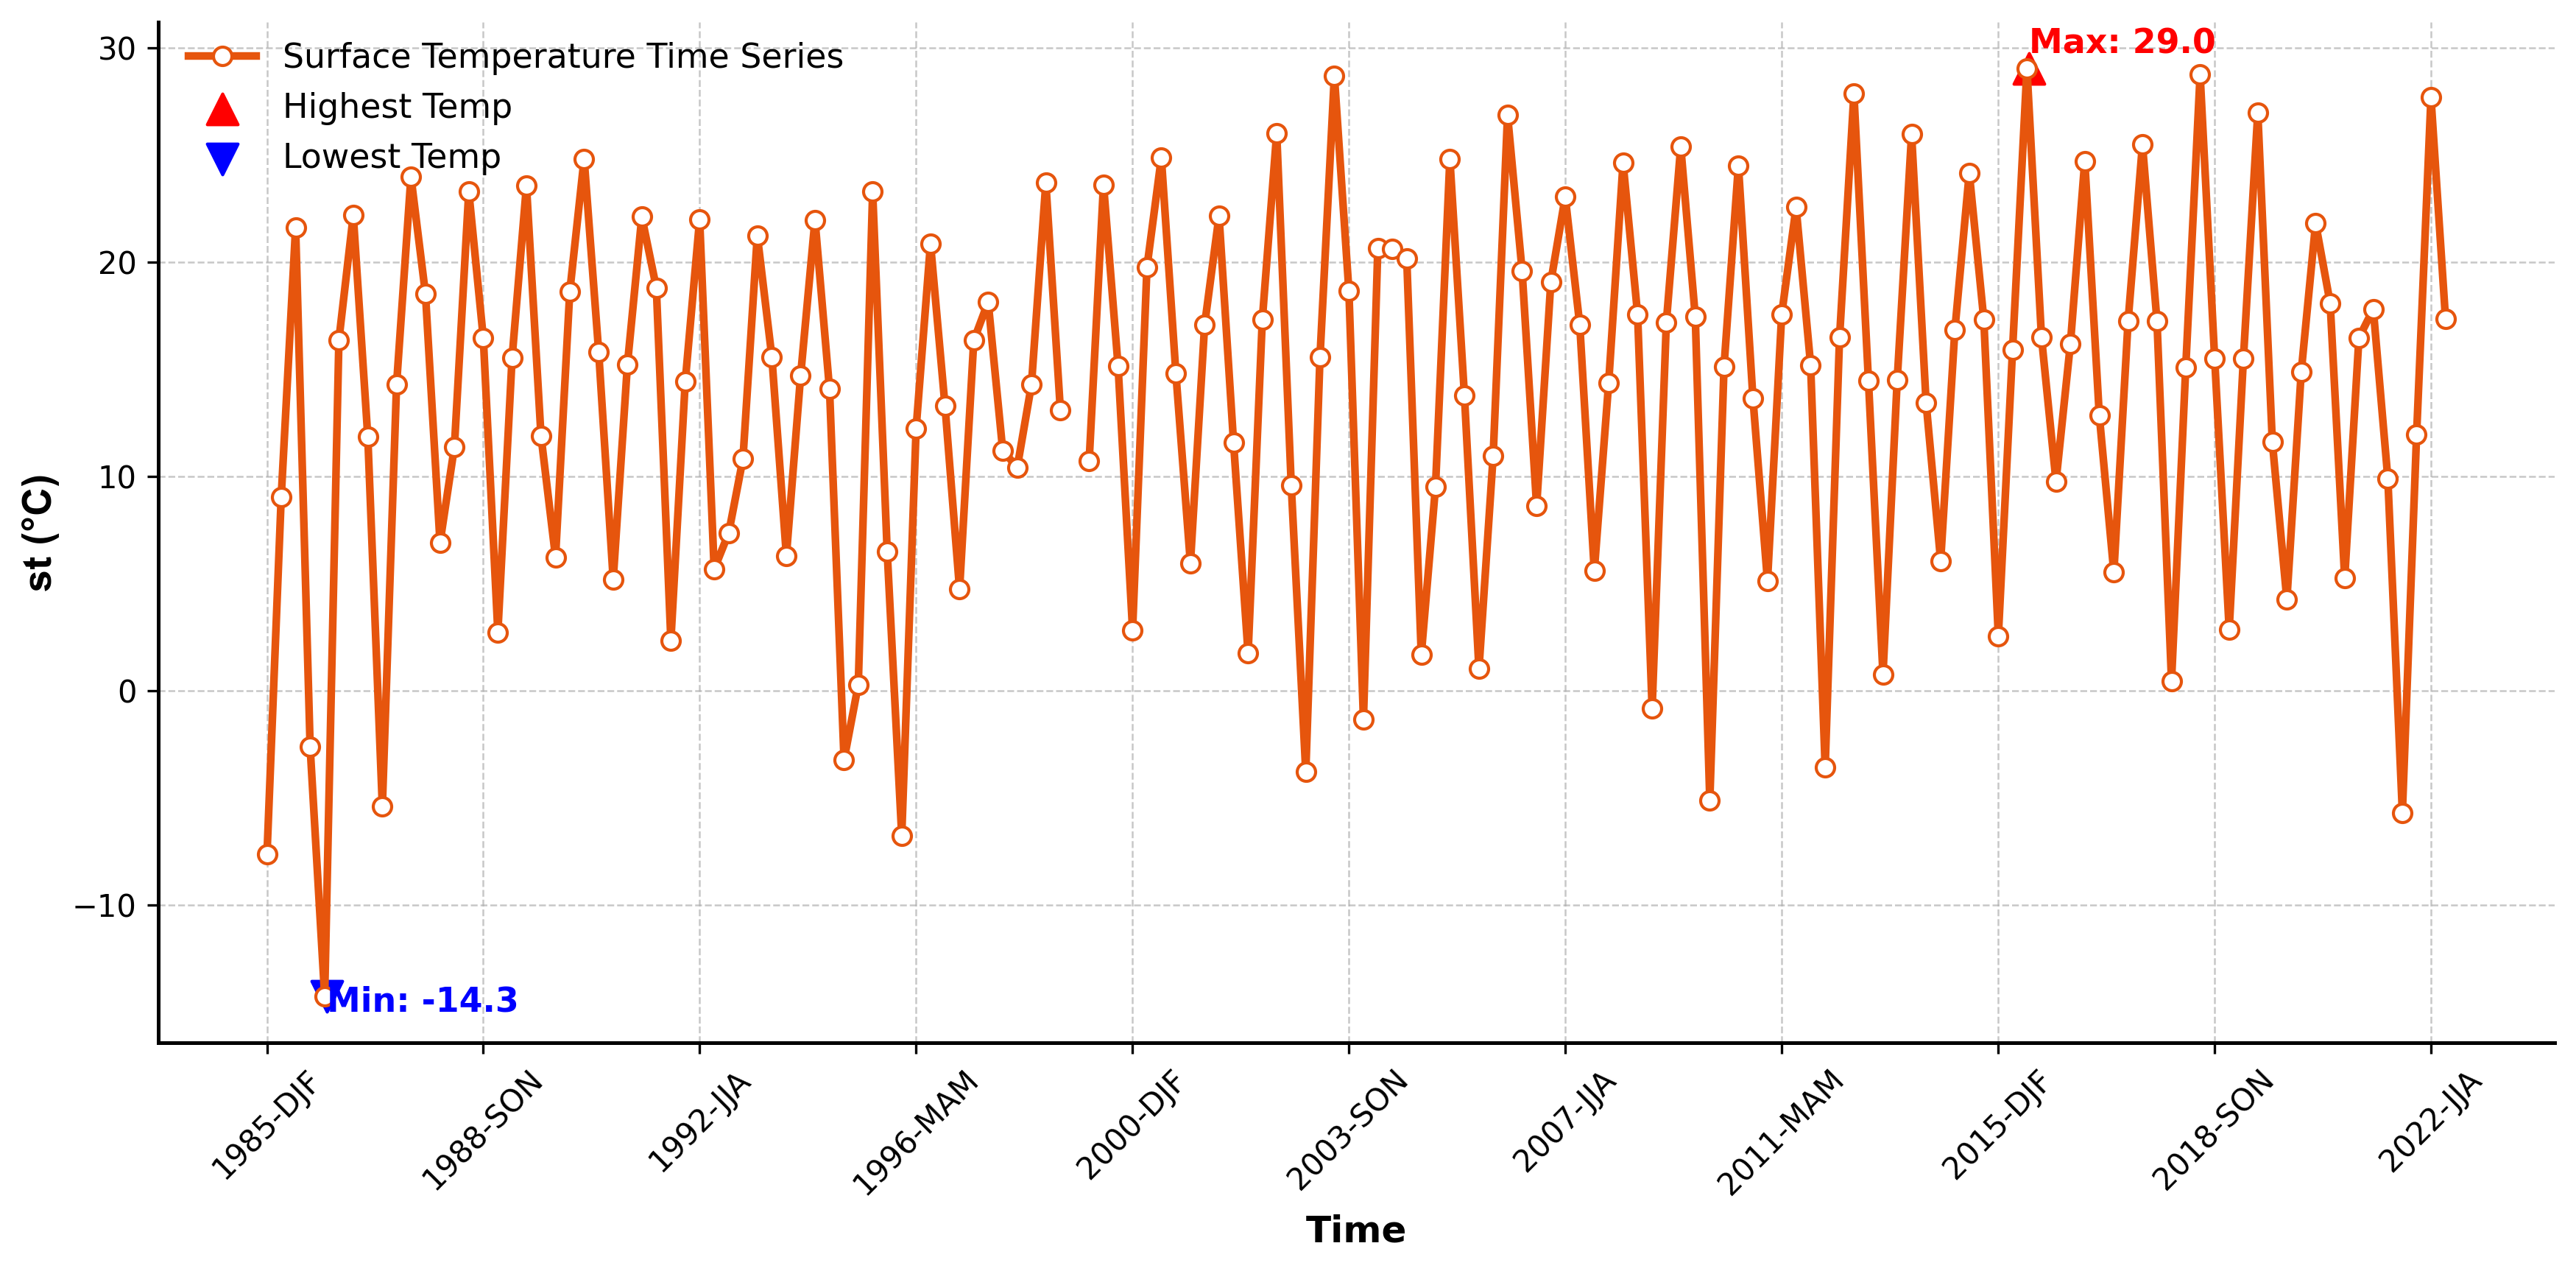 Surface Temperature Time Series
Highest Temp
Lowest Temp
Max: 29.0
Min: -14.3
st (°C)
30
20
10
0
−10
1985-DJF
1988-SON
1992-JJA
1996-MAM
2000-DJF
2003-SON
2007-JJA
2011-MAM
2015-DJF
2018-SON
2022-JJA
Time